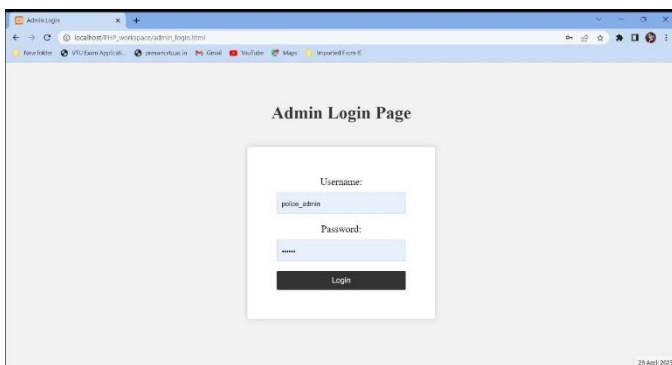 Admin Login
localhost/PHP_workspace/admin_login.html
New folder VTU Exam Applicati... Gmail YouTube Maps Imported From IE
Admin Login Page
Username:
police_admin
Password:
••••••
Login
29 April 2023